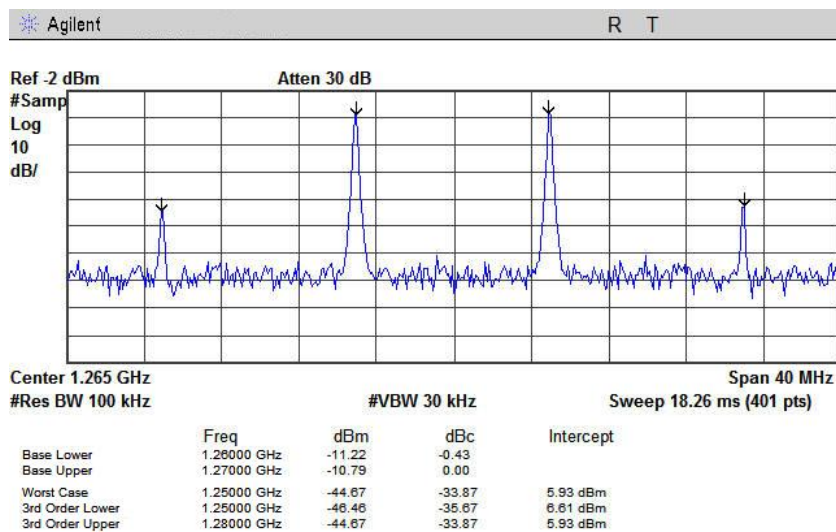 Agilent R T
Ref -2 dBm Atten 30 dB
#Samp
Log
10
dB/
Center 1.265 GHz Span 40 MHz
#Res BW 100 kHz #VBW 30 kHz Sweep 18.26 ms (401 pts)
Freq dBm dBc Intercept
Base Lower 1.26000 GHz -11.22 -0.43
Base Upper 1.27000 GHz -10.79 0.00
Worst Case 1.25000 GHz -44.67 -33.87 5.93 dBm
3rd Order Lower 1.25000 GHz -46.46 -35.67 6.61 dBm
3rd Order Upper 1.28000 GHz -44.67 -33.87 5.93 dBm